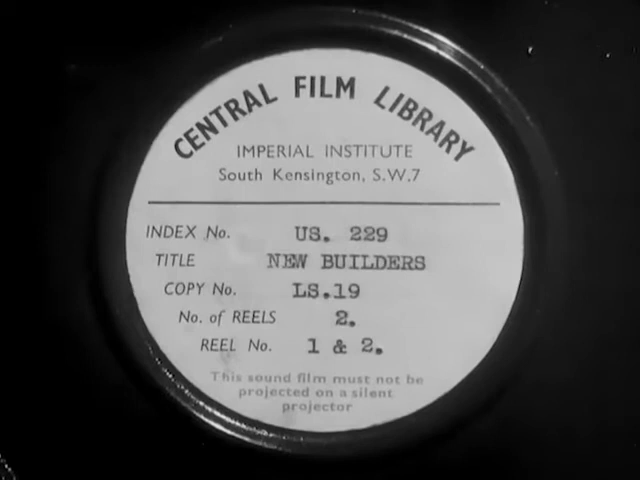 CENTRAL FILM LIBRARY
IMPERIAL INSTITUTE
South Kensington, S.W.7
INDEX No. US. 229
TITLE NEW BUILDERS
COPY No. LS.19
No. of REELS 2.
REEL No. 1 & 2.
This sound film must not be
projected on a silent
projector